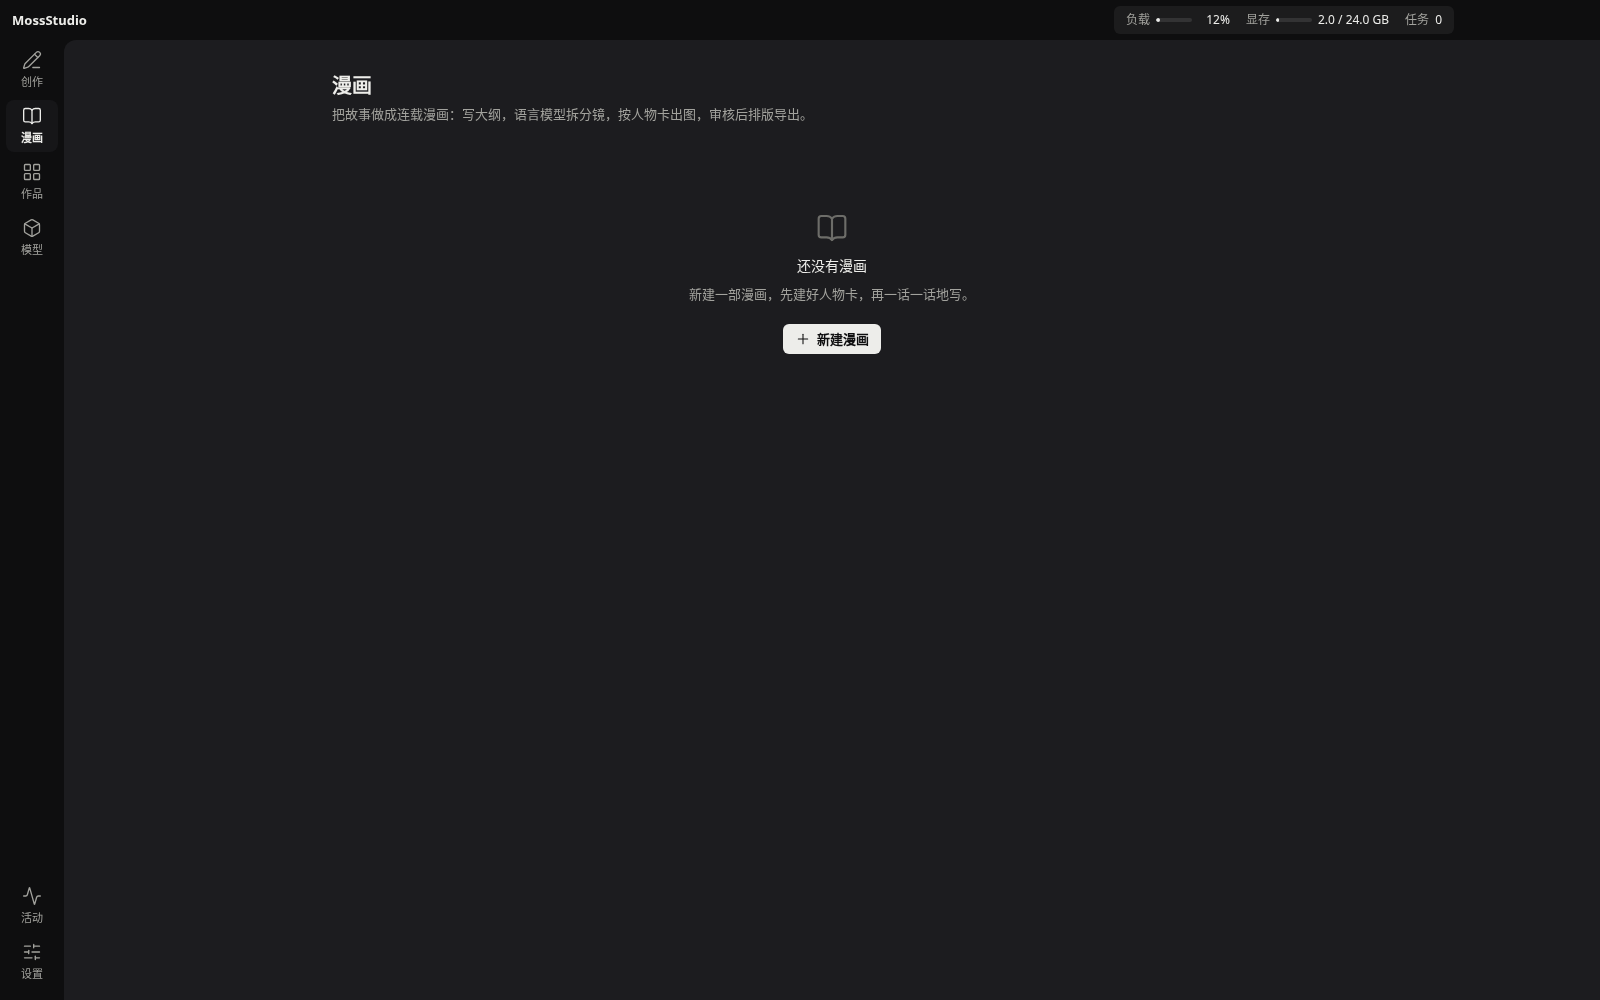 MossStudio
负载 12% 显存 2.0 / 24.0 GB 任务 0
创作
漫画
作品
模型
活动
设置
漫画
把故事做成连载漫画：写大纲，语言模型拆分镜，按人物卡出图，审核后排版导出。
还没有漫画
新建一部漫画，先建好人物卡，再一话一话地写。
新建漫画